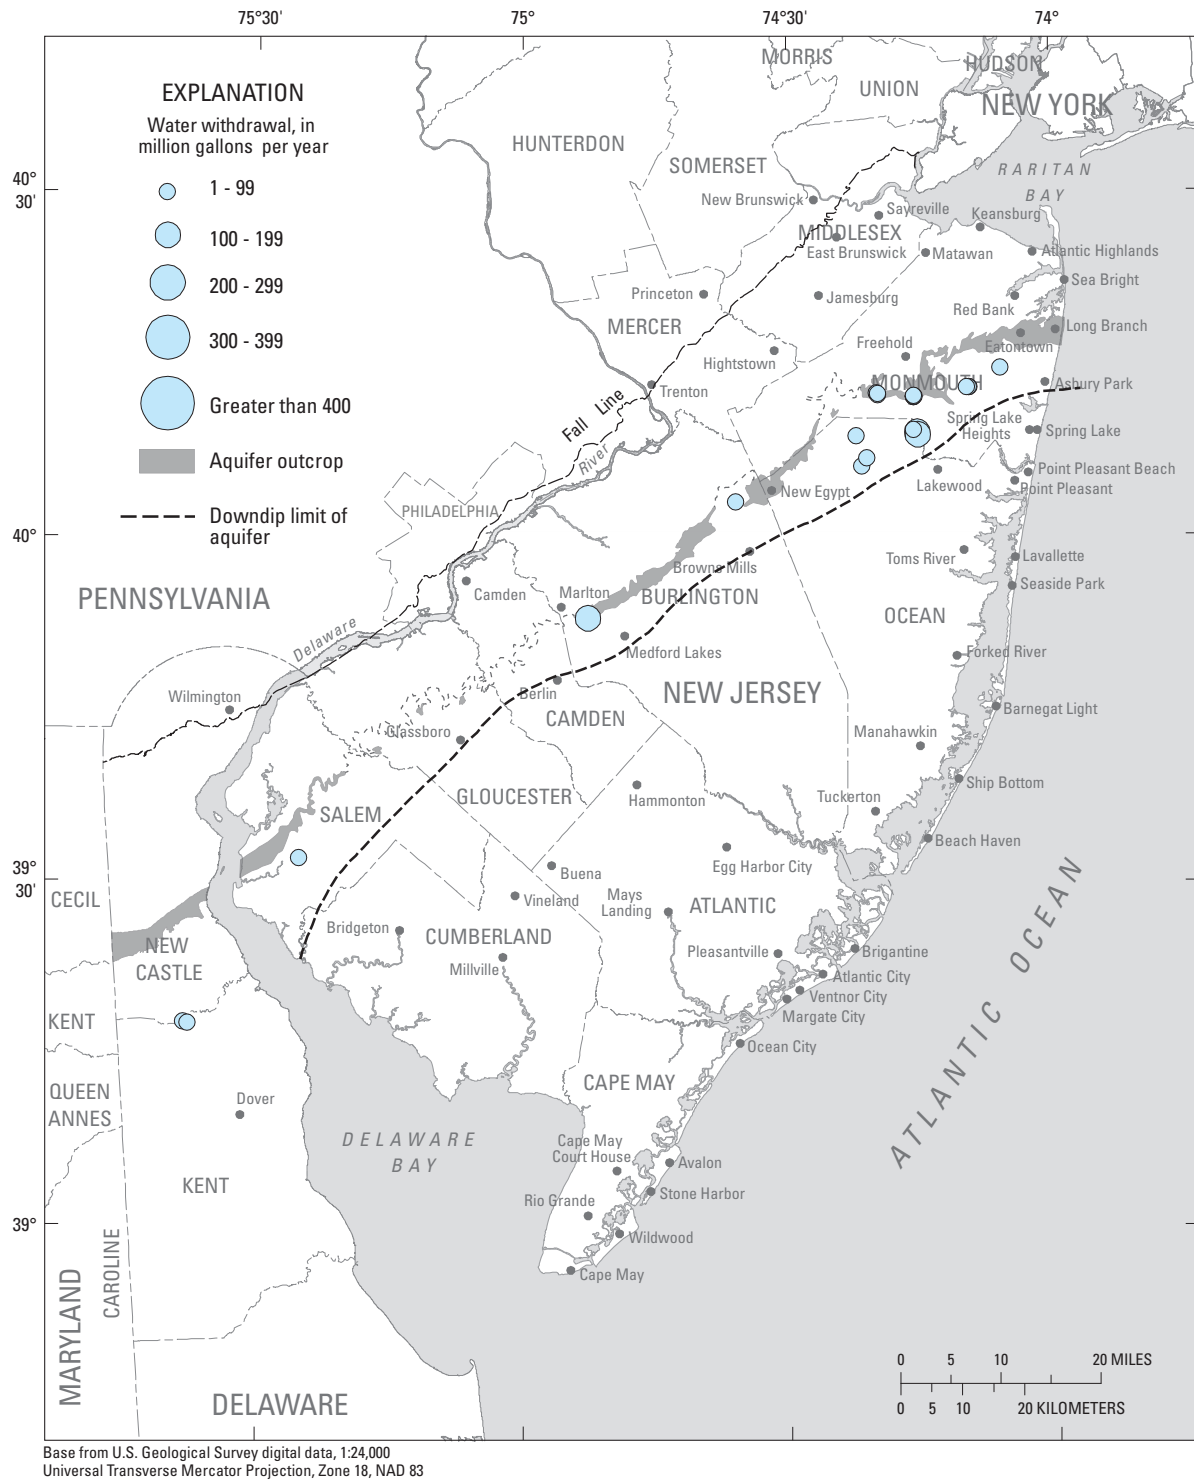 75°30'
75°
74°30'
74°
40°
30'
40°
39°
30'
39°
EXPLANATION
Water withdrawal, in
million gallons per year
1 - 99
100 - 199
200 - 299
300 - 399
Greater than 400
Aquifer outcrop
Downdip limit of
aquifer
MORRIS
HUDSON
UNION
NEW YORK
HUNTERDON
SOMERSET
RARITAN
BAY
New Brunswick
Sayreville
Keansburg
MIDDLESEX
East Brunswick
Matawan
Atlantic Highlands
Sea Bright
Princeton
Jamesburg
Red Bank
MERCER
Long Branch
Eatontown
Freehold
Hightstown
MONMOUTH
Asbury Park
Trenton
Fall Line
Spring Lake
Heights
Spring Lake
River
Point Pleasant Beach
Lakewood
Point Pleasant
New Egypt
PHILADELPHIA
Toms River
Lavallette
Browns Mills
Seaside Park
PENNSYLVANIA
Camden
Marlton
BURLINGTON
OCEAN
Delaware
Medford Lakes
Forked River
Wilmington
Berlin
NEW JERSEY
Barnegat Light
CAMDEN
Glassboro
Manahawkin
Ship Bottom
SALEM
GLOUCESTER
Hammonton
Tuckerton
Beach Haven
Egg Harbor City
Buena
CECIL
Vineland
Mays
Landing
ATLANTIC
Bridgeton
CUMBERLAND
NEW
CASTLE
Millville
Pleasantville
Brigantine
Atlantic City
Ventnor City
Margate City
KENT
Ocean City
QUEEN
ANNES
CAPE MAY
Dover
DELAWARE
BAY
Cape May
Court House
Avalon
KENT
Stone Harbor
Rio Grande
Wildwood
CAROLINE
Cape May
MARYLAND
DELAWARE
ATLANTIC OCEAN
0 5 10 20 MILES
0 5 10 20 KILOMETERS
Base from U.S. Geological Survey digital data, 1:24,000
Universal Transverse Mercator Projection, Zone 18, NAD 83